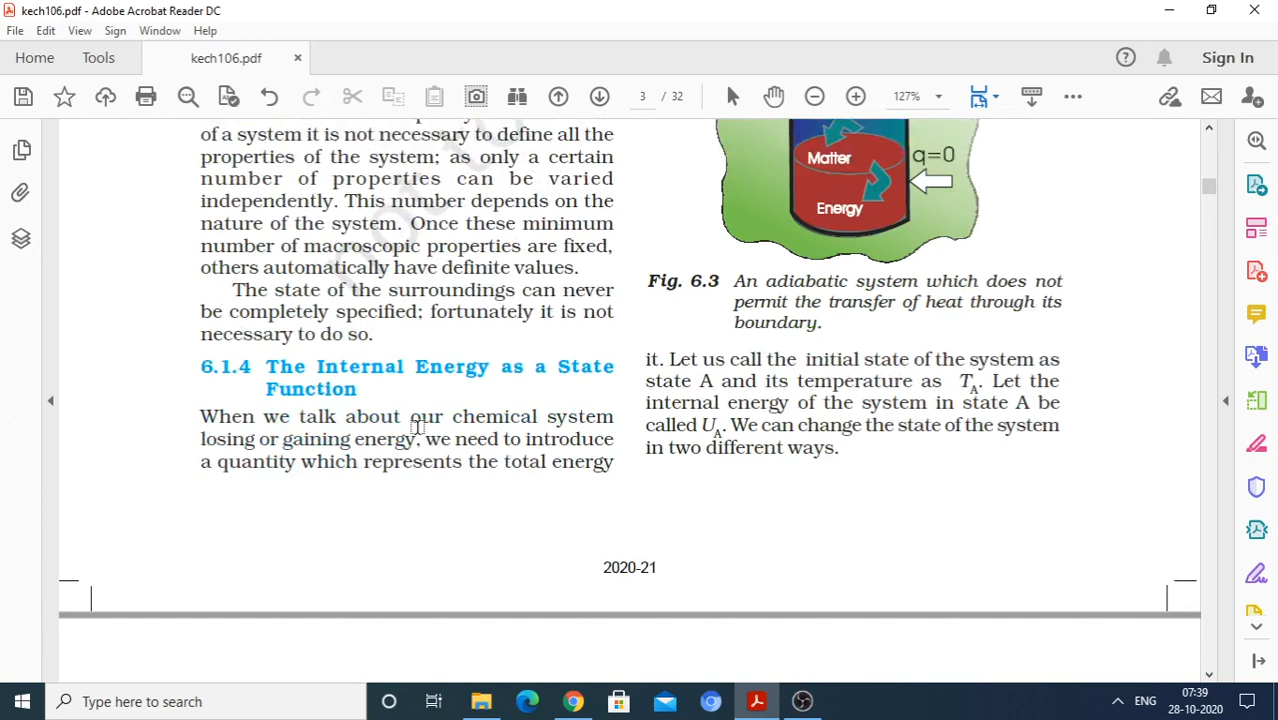 kech106.pdf - Adobe Acrobat Reader DC
File Edit View Sign Window Help
Home Tools kech106.pdf × Sign In
3 / 32 127%
of a system it is not necessary to define all the
properties of the system; as only a certain
number of properties can be varied
independently. This number depends on the
nature of the system. Once these minimum
number of macroscopic properties are fixed,
others automatically have definite values.
The state of the surroundings can never
be completely specified; fortunately it is not
necessary to do so.
6.1.4 The Internal Energy as a State
Function
When we talk about our chemical system
losing or gaining energy, we need to introduce
a quantity which represents the total energy
Matter
q=0
Energy
Fig. 6.3 An adiabatic system which does not
permit the transfer of heat through its
boundary.
it. Let us call the initial state of the system as
state A and its temperature as TA. Let the
internal energy of the system in state A be
called UA. We can change the state of the system
in two different ways.
2020-21
Type here to search
ENG
07:39
28-10-2020